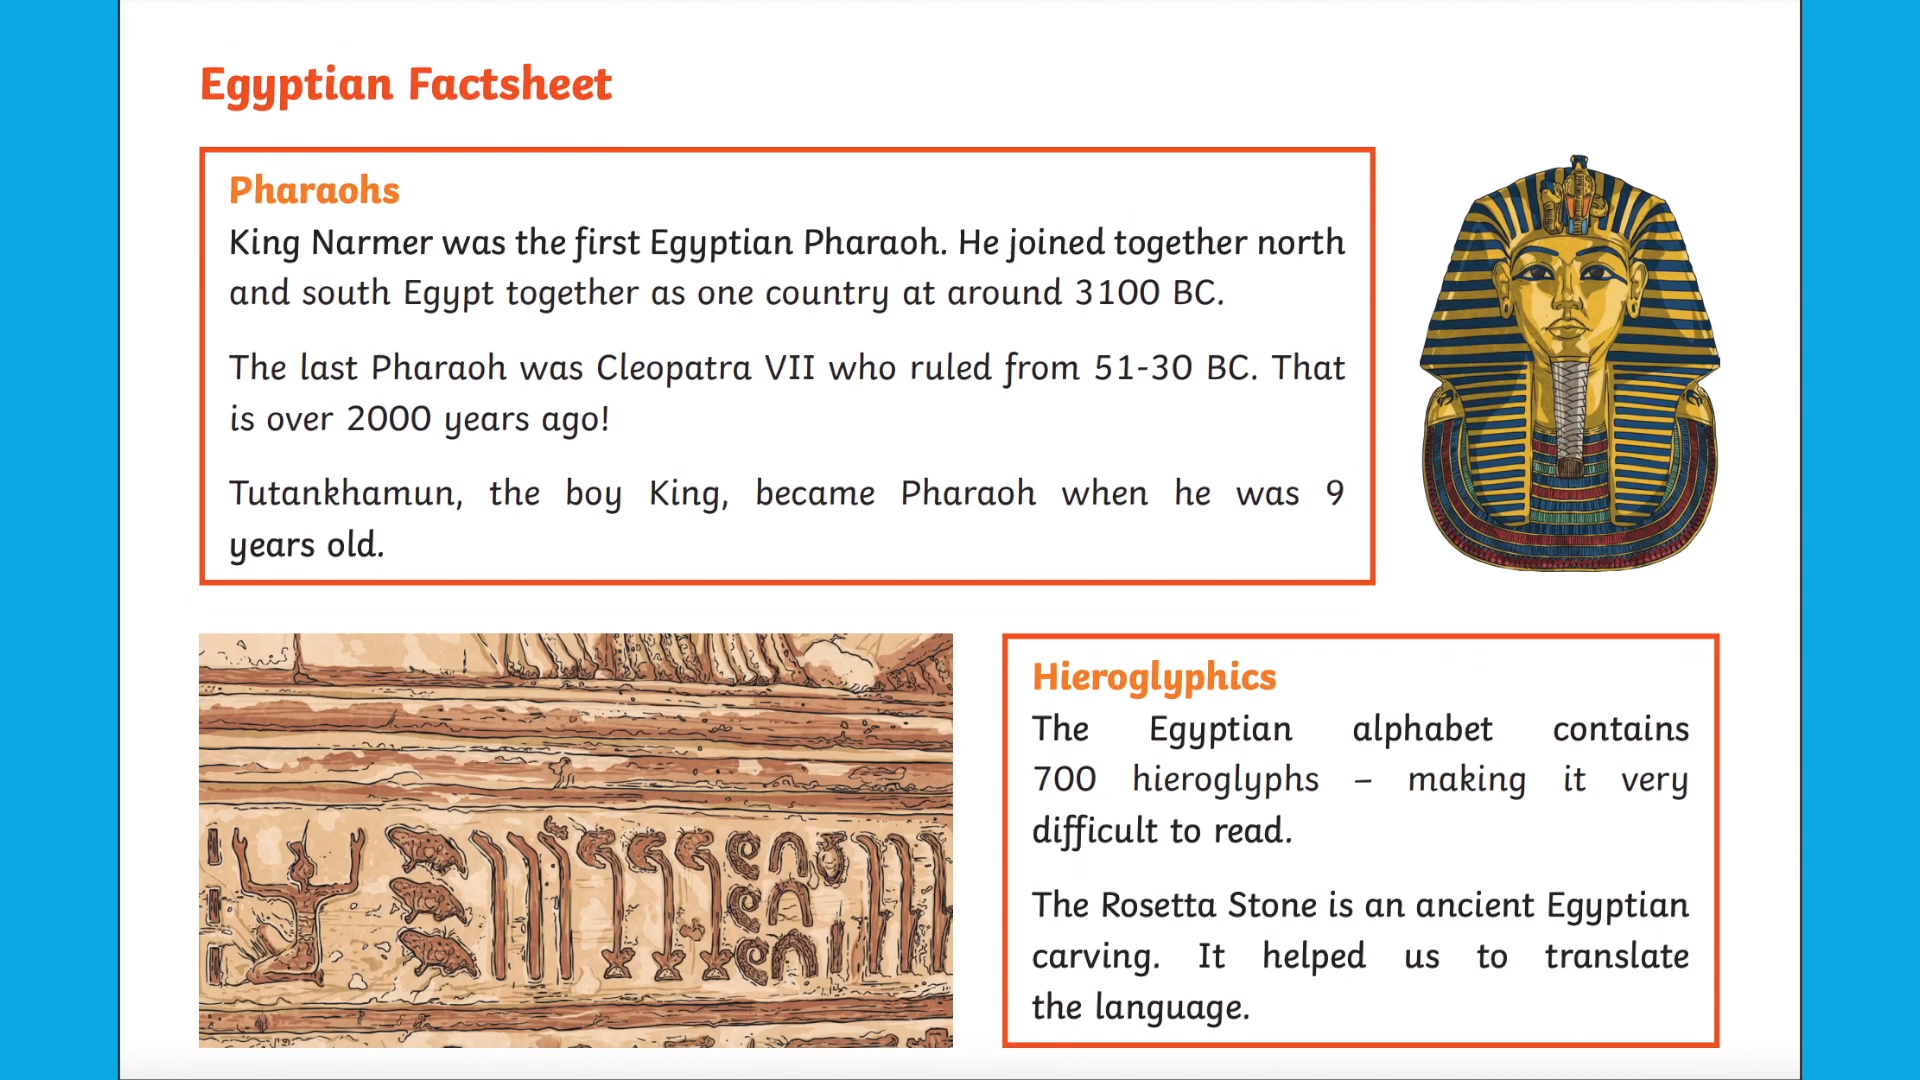 Egyptian Factsheet
Pharaohs
King Narmer was the first Egyptian Pharaoh. He joined together north
and south Egypt together as one country at around 3100 BC.
The last Pharaoh was Cleopatra VII who ruled from 51-30 BC. That
is over 2000 years ago!
Tutankhamun, the boy King, became Pharaoh when he was 9
years old.
Hieroglyphics
The Egyptian alphabet contains
700 hieroglyphs – making it very
difficult to read.
The Rosetta Stone is an ancient Egyptian
carving. It helped us to translate
the language.